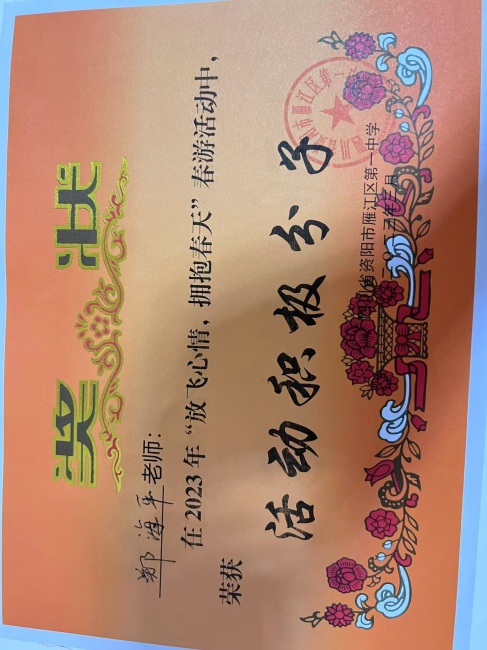 奖状
郑海平老师：
在2023年“放飞心情，拥抱春天”春游活动中，
荣获
活动积极分子
省资阳市雁江区第一中学